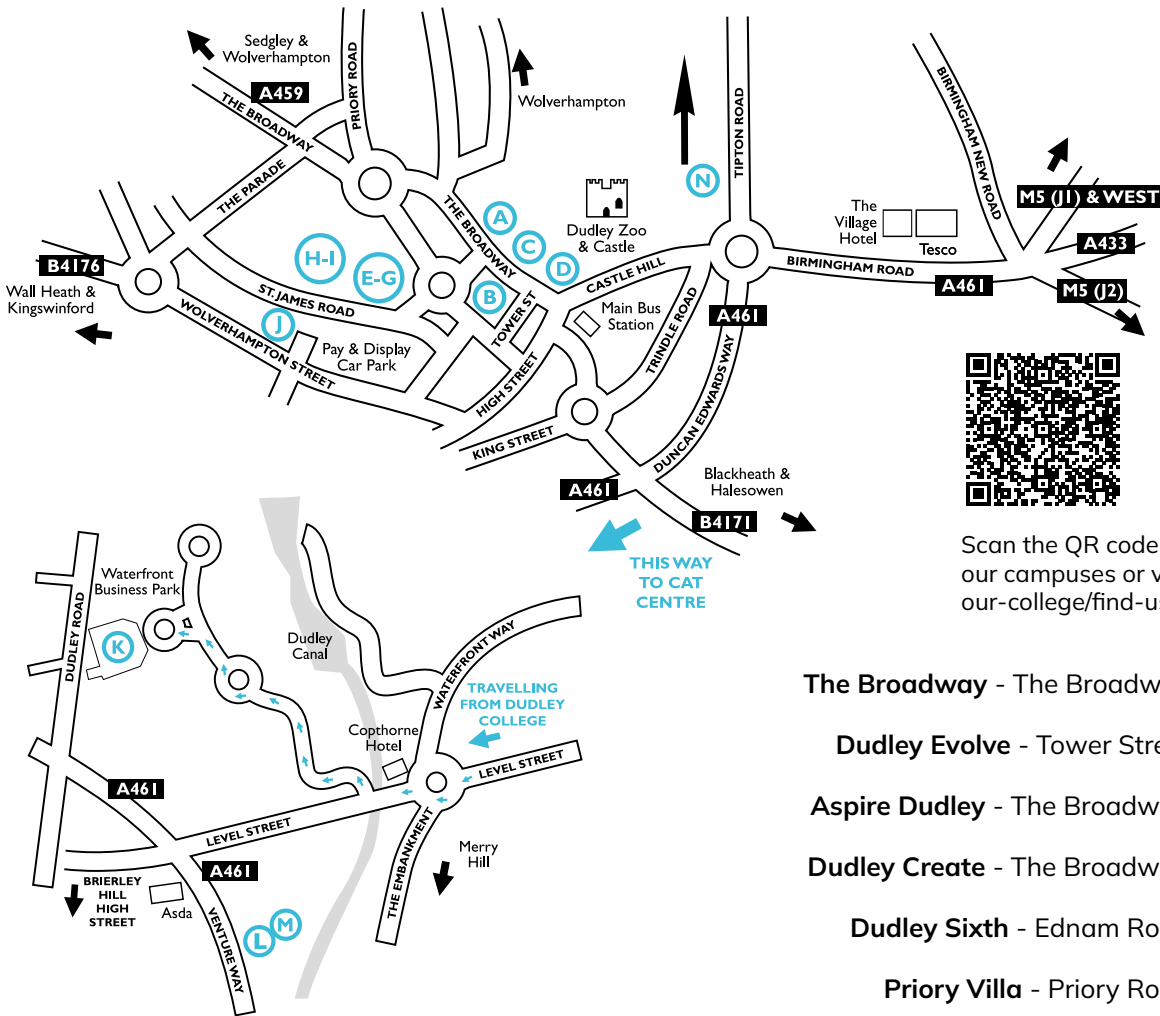 Sedgley &
Wolverhampton
A459
THE BROADWAY
PRIORY ROAD
THE PARADE
Wolverhampton
N
TIPTON ROAD
BIRMINGHAM NEW ROAD
M5 (J1) & WEST
The
Village
Hotel
Tesco
A433
B4176
Wall Heath &
Kingswinford
H-I
E-G
THE BROADWAY
A
C
D
Dudley Zoo
& Castle
CASTLE HILL
BIRMINGHAM ROAD
A461
M5 (J2)
ST.JAMES ROAD
J
WOLVERHAMPTON STREET
Pay & Display
Car Park
B
TOWER ST
HIGH STREET
Main Bus
Station
TRINDLE ROAD
A461
DUNCAN EDWARDS WAY
KING STREET
A461
Blackheath &
Halesowen
B4171
THIS WAY
TO CAT
CENTRE
Scan the QR code
our campuses or v
our-college/find-us
DUDLEY ROAD
Waterfront
Business Park
K
Dudley
Canal
WATERFRONT WAY
TRAVELLING
FROM DUDLEY
COLLEGE
Copthorne
Hotel
LEVEL STREET
A461
LEVEL STREET
A461
THE EMBANKMENT
Merry
Hill
BRIERLEY
HILL
HIGH
STREET
Asda
VENTURE WAY
L
M
The Broadway - The Broadw
Dudley Evolve - Tower Stre
Aspire Dudley - The Broadw
Dudley Create - The Broadw
Dudley Sixth - Ednam Ro
Priory Villa - Priory Ro